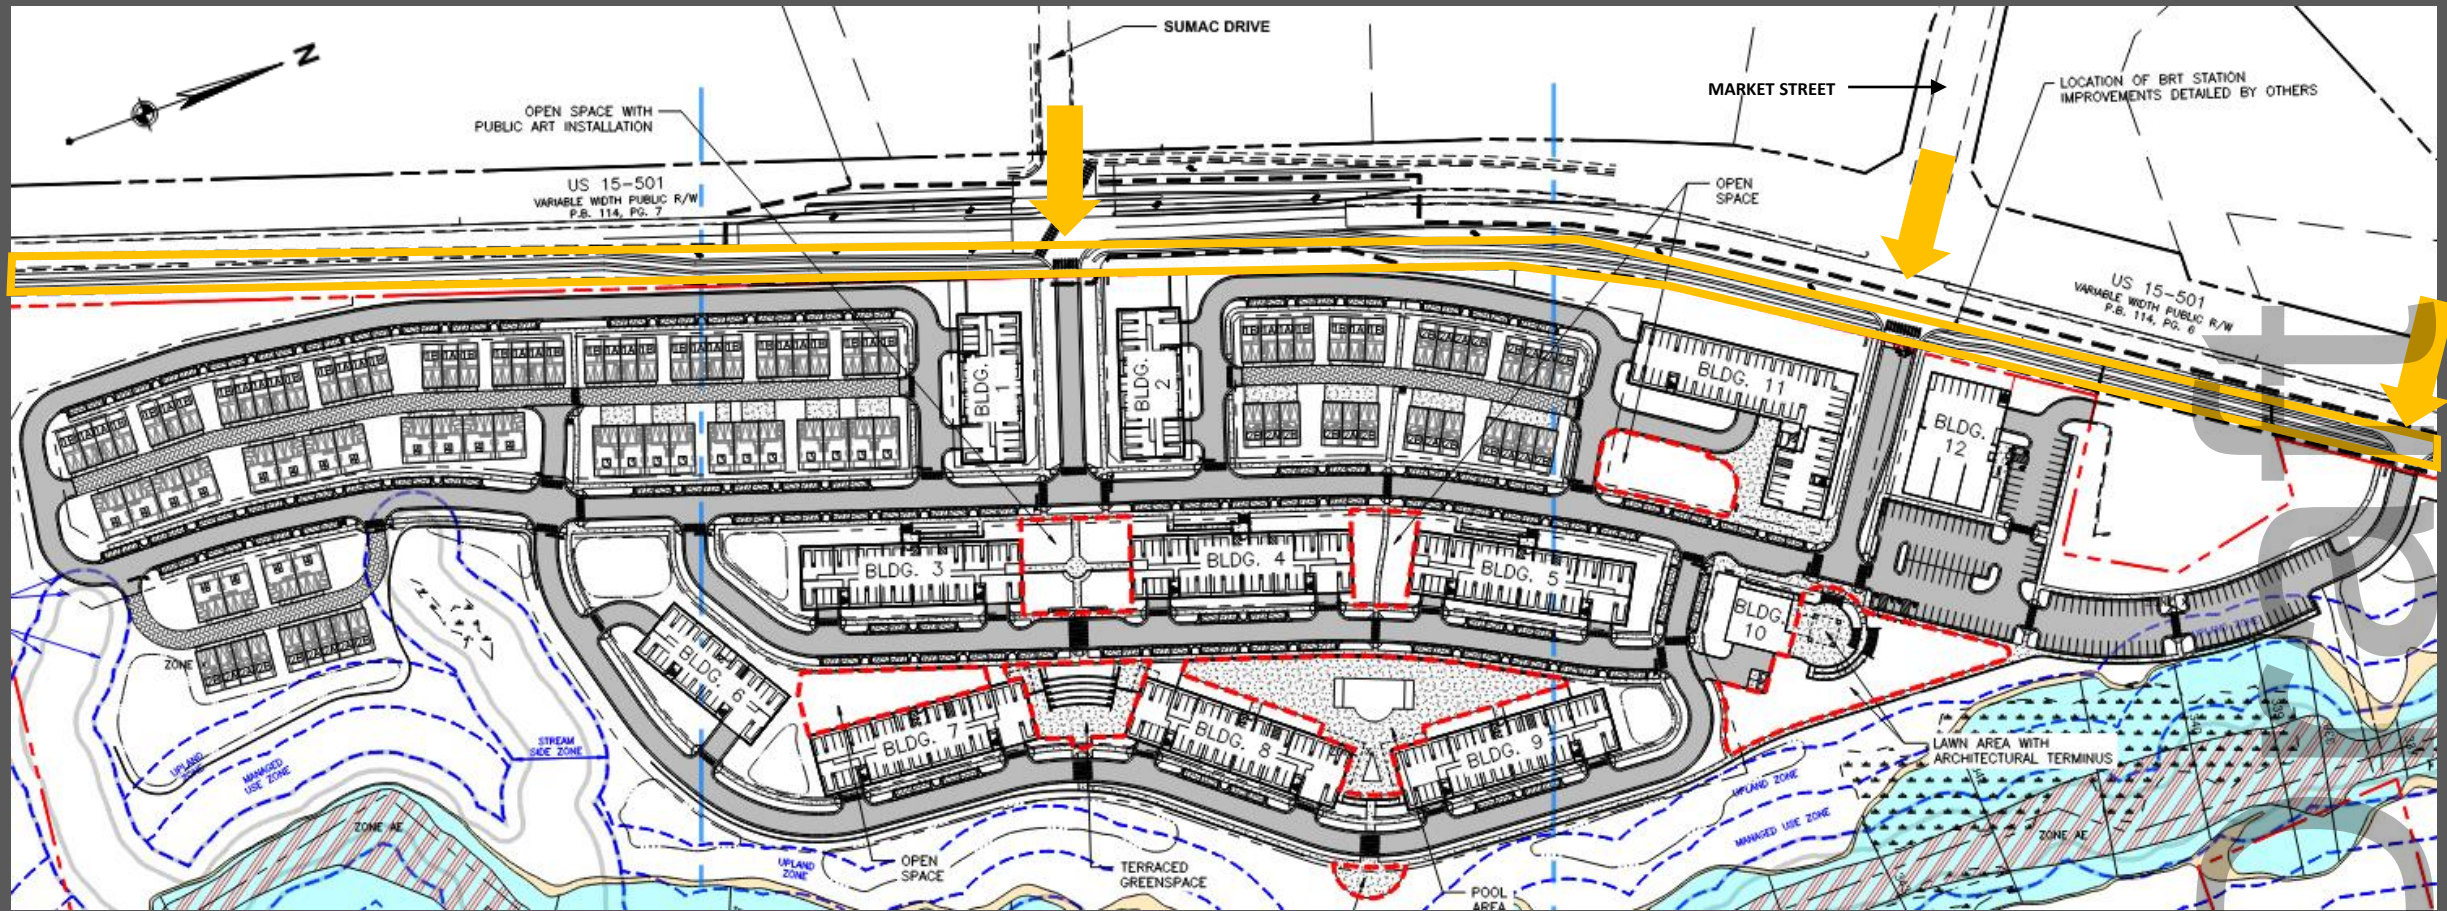 SUMAC DRIVE
N
MARKET STREET
LOCATION OF BRT STATION
IMPROVEMENTS DETAILED BY OTHERS
OPEN SPACE WITH
PUBLIC ART INSTALLATION
US 15-501
VARIABLE WIDTH PUBLIC R/W
P.B. 114, PG. 7
OPEN
SPACE
US 15-501
VARIABLE WIDTH PUBLIC R/W
P.B. 114, PG. 6
BLDG.
1
BLDG.
2
BLDG. 11
BLDG.
12
BLDG. 3
BLDG. 4
BLDG. 5
BLDG.
10
BLDG. 6
BLDG. 7
BLDG. 8
BLDG. 9
ZONE
UPLAND
ZONE
MANAGED
USE ZONE
STREAM
SIDE ZONE
UPLAND ZONE
LAWN AREA WITH
ARCHITECTURAL TERMINUS
UPLAND ZONE
MANAGED USE ZONE
ZONE AE
ZONE AE
UPLAND
ZONE
OPEN
SPACE
TERRACED
GREENSPACE
POOL
AREA